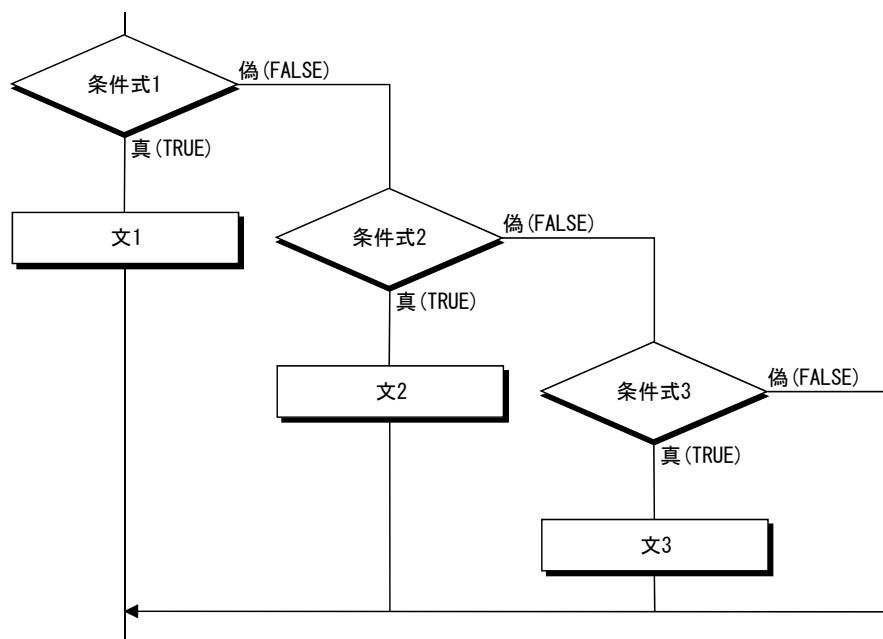 条件式1
偽(FALSE)
真(TRUE)
文1
条件式2
偽(FALSE)
真(TRUE)
文2
条件式3
偽(FALSE)
真(TRUE)
文3